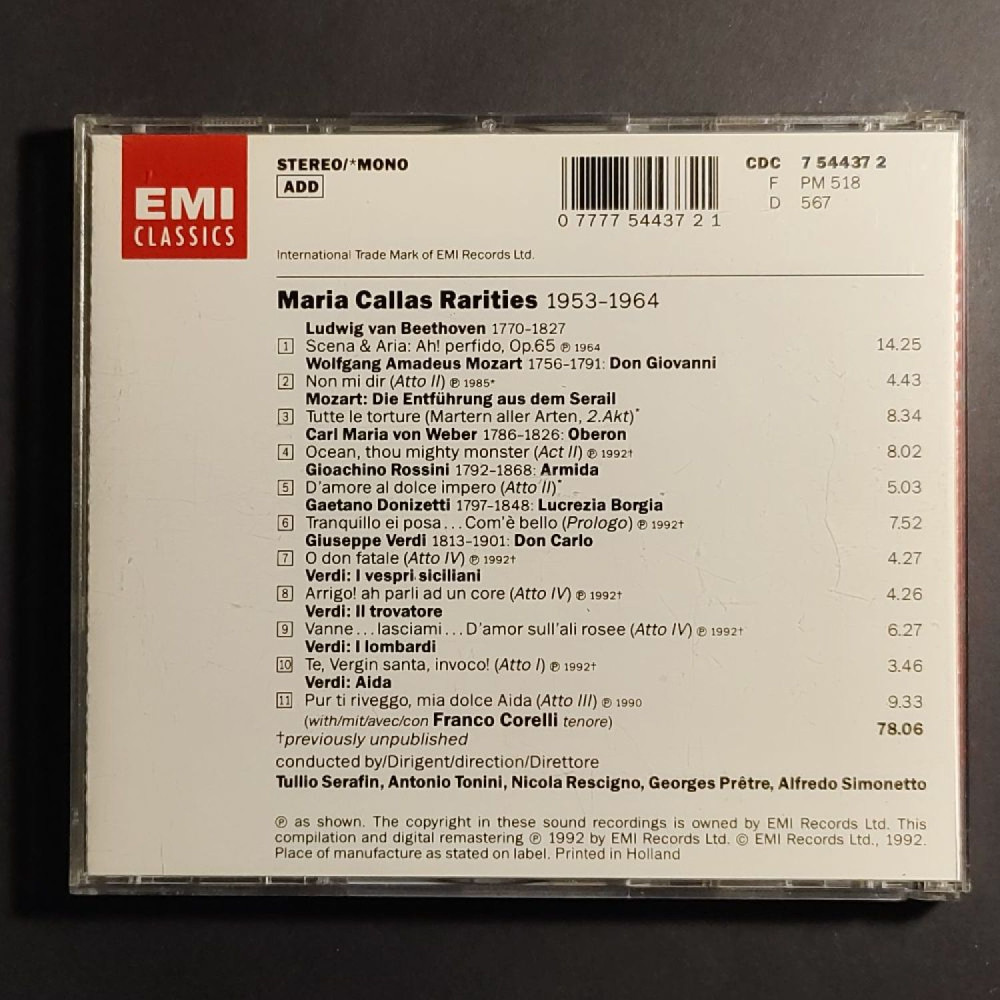 EMI
CLASSICS
STEREO/*MONO
ADD
0 7777 54437 2 1
CDC 7 54437 2
F PM 518
D 567
International Trade Mark of EMI Records Ltd.
Maria Callas Rarities 1953–1964
Ludwig van Beethoven 1770–1827
1 Scena & Aria: Ah! perfido, Op.65 ℗ 1964 14.25
Wolfgang Amadeus Mozart 1756–1791: Don Giovanni
2 Non mi dir (Atto II) ℗ 1985* 4.43
Mozart: Die Entführung aus dem Serail
3 Tutte le torture (Martern aller Arten, 2.Akt)* 8.34
Carl Maria von Weber 1786–1826: Oberon
4 Ocean, thou mighty monster (Act II) ℗ 1992† 8.02
Gioachino Rossini 1792–1868: Armida
5 D'amore al dolce impero (Atto II)* 5.03
Gaetano Donizetti 1797–1848: Lucrezia Borgia
6 Tranquillo ei posa...Com'è bello (Prologo) ℗ 1992† 7.52
Giuseppe Verdi 1813–1901: Don Carlo
7 O don fatale (Atto IV) ℗ 1992† 4.27
Verdi: I vespri siciliani
8 Arrigo! ah parli ad un core (Atto IV) ℗ 1992† 4.26
Verdi: Il trovatore
9 Vanne...lasciami...D'amor sull'ali rosee (Atto IV) ℗ 1992† 6.27
Verdi: I lombardi
10 Te, Vergin santa, invoco! (Atto I) ℗ 1992† 3.46
Verdi: Aida
11 Pur ti riveggo, mia dolce Aida (Atto III) ℗ 1990 9.33
(with/mit/avec/con Franco Corelli tenore) 78.06
†previously unpublished
conducted by/Dirigent/direction/Direttore
Tullio Serafin, Antonio Tonini, Nicola Rescigno, Georges Prêtre, Alfredo Simonetto
℗ as shown. The copyright in these sound recordings is owned by EMI Records Ltd. This
compilation and digital remastering ℗ 1992 by EMI Records Ltd. © EMI Records Ltd., 1992.
Place of manufacture as stated on label. Printed in Holland